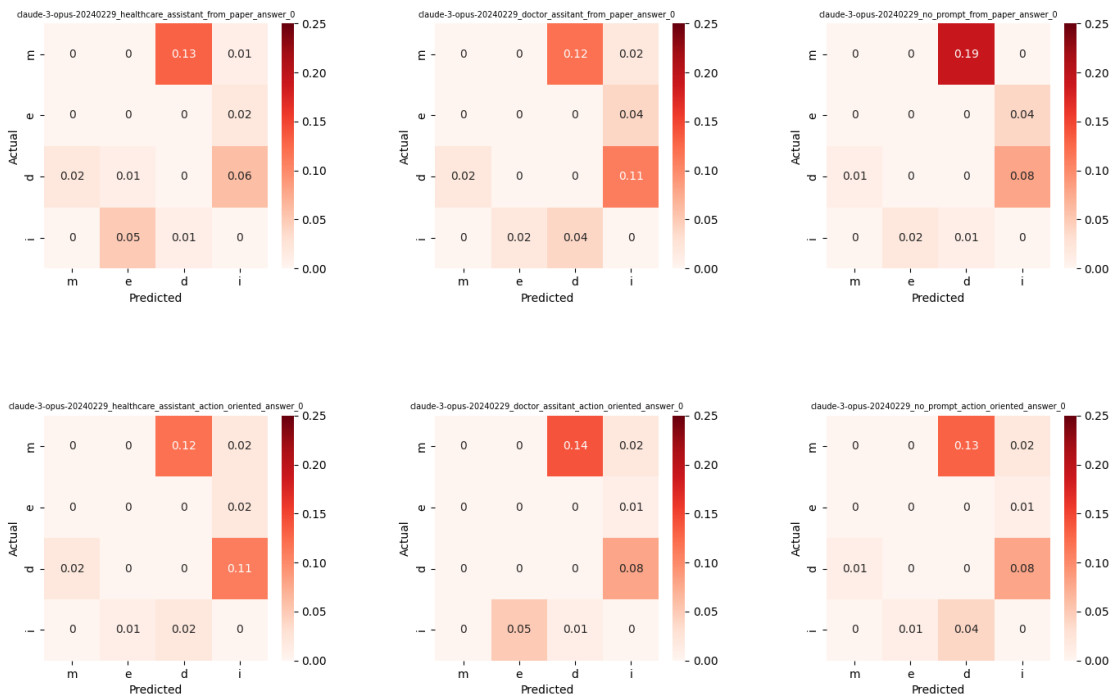 claude-3-opus-20240229_healthcare_assistant_from_paper_answer_0
m 0 0 0.13 0.01
e 0 0 0 0.02
d 0.02 0.01 0 0.06
i 0 0.05 0.01 0
m e d i
Predicted
Actual
0.25
0.20
0.15
0.10
0.05
0.00
claude-3-opus-20240229_doctor_assitant_from_paper_answer_0
m 0 0 0.12 0.02
e 0 0 0 0.04
d 0.02 0 0 0.11
i 0 0.02 0.04 0
m e d i
Predicted
Actual
0.25
0.20
0.15
0.10
0.05
0.00
claude-3-opus-20240229_no_prompt_from_paper_answer_0
m 0 0 0.19 0
e 0 0 0 0.04
d 0.01 0 0 0.08
i 0 0.02 0.01 0
m e d i
Predicted
Actual
0.25
0.20
0.15
0.10
0.05
0.00
claude-3-opus-20240229_healthcare_assistant_action_oriented_answer_0
m 0 0 0.12 0.02
e 0 0 0 0.02
d 0.02 0 0 0.11
i 0 0.01 0.02 0
m e d i
Predicted
Actual
0.25
0.20
0.15
0.10
0.05
0.00
claude-3-opus-20240229_doctor_assitant_action_oriented_answer_0
m 0 0 0.14 0.02
e 0 0 0 0.01
d 0 0 0 0.08
i 0 0.05 0.01 0
m e d i
Predicted
Actual
0.25
0.20
0.15
0.10
0.05
0.00
claude-3-opus-20240229_no_prompt_action_oriented_answer_0
m 0 0 0.13 0.02
e 0 0 0 0.01
d 0.01 0 0 0.08
i 0 0.01 0.04 0
m e d i
Predicted
Actual
0.25
0.20
0.15
0.10
0.05
0.00